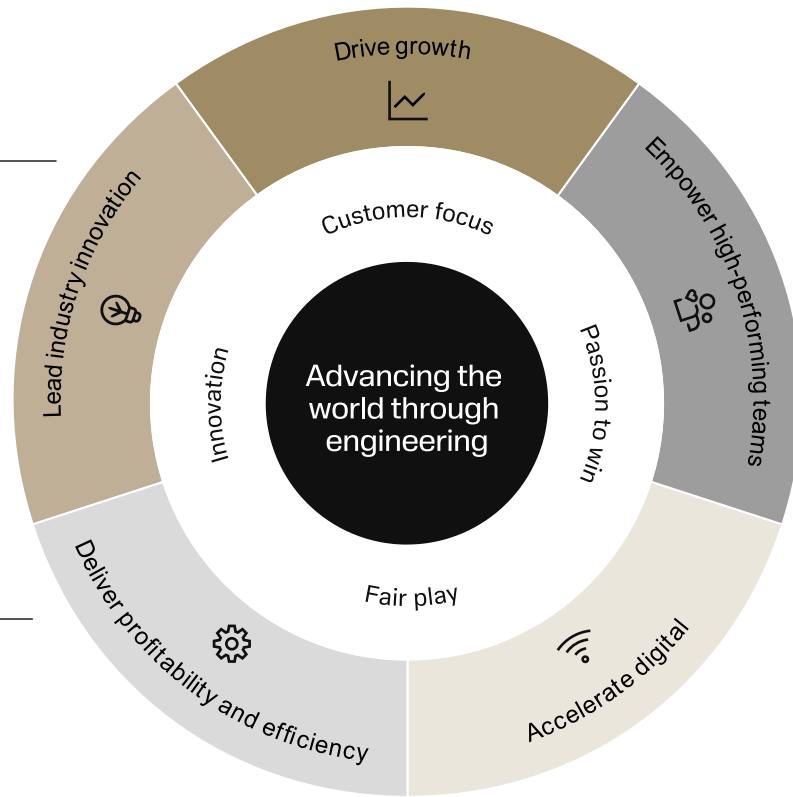 Drive growth
Empower high-performing teams
Accelerate digital
Deliver profitability and efficiency
Lead industry innovation
Customer focus
Passion to win
Fair play
Innovation
Advancing the
world through
engineering